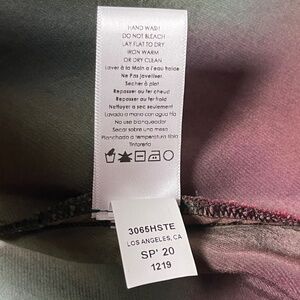 HAND WASH
DO NOT BLEACH
LAY FLAT TO DRY
IRON WARM
OR DRY CLEAN
Laver à la Main a l'eau froide
Ne Pas javelliser
Secher à plat
Repasser au fer chaud
Repasser au fer froid
Nettoyer a sec seulement
Lavado a mano con agua fría
No use blanqueador
Secar sobre una mesa
Planchado a temperatura tibia
Tintorería
3065HSTE
LOS ANGELES, CA
SP' 20
1219